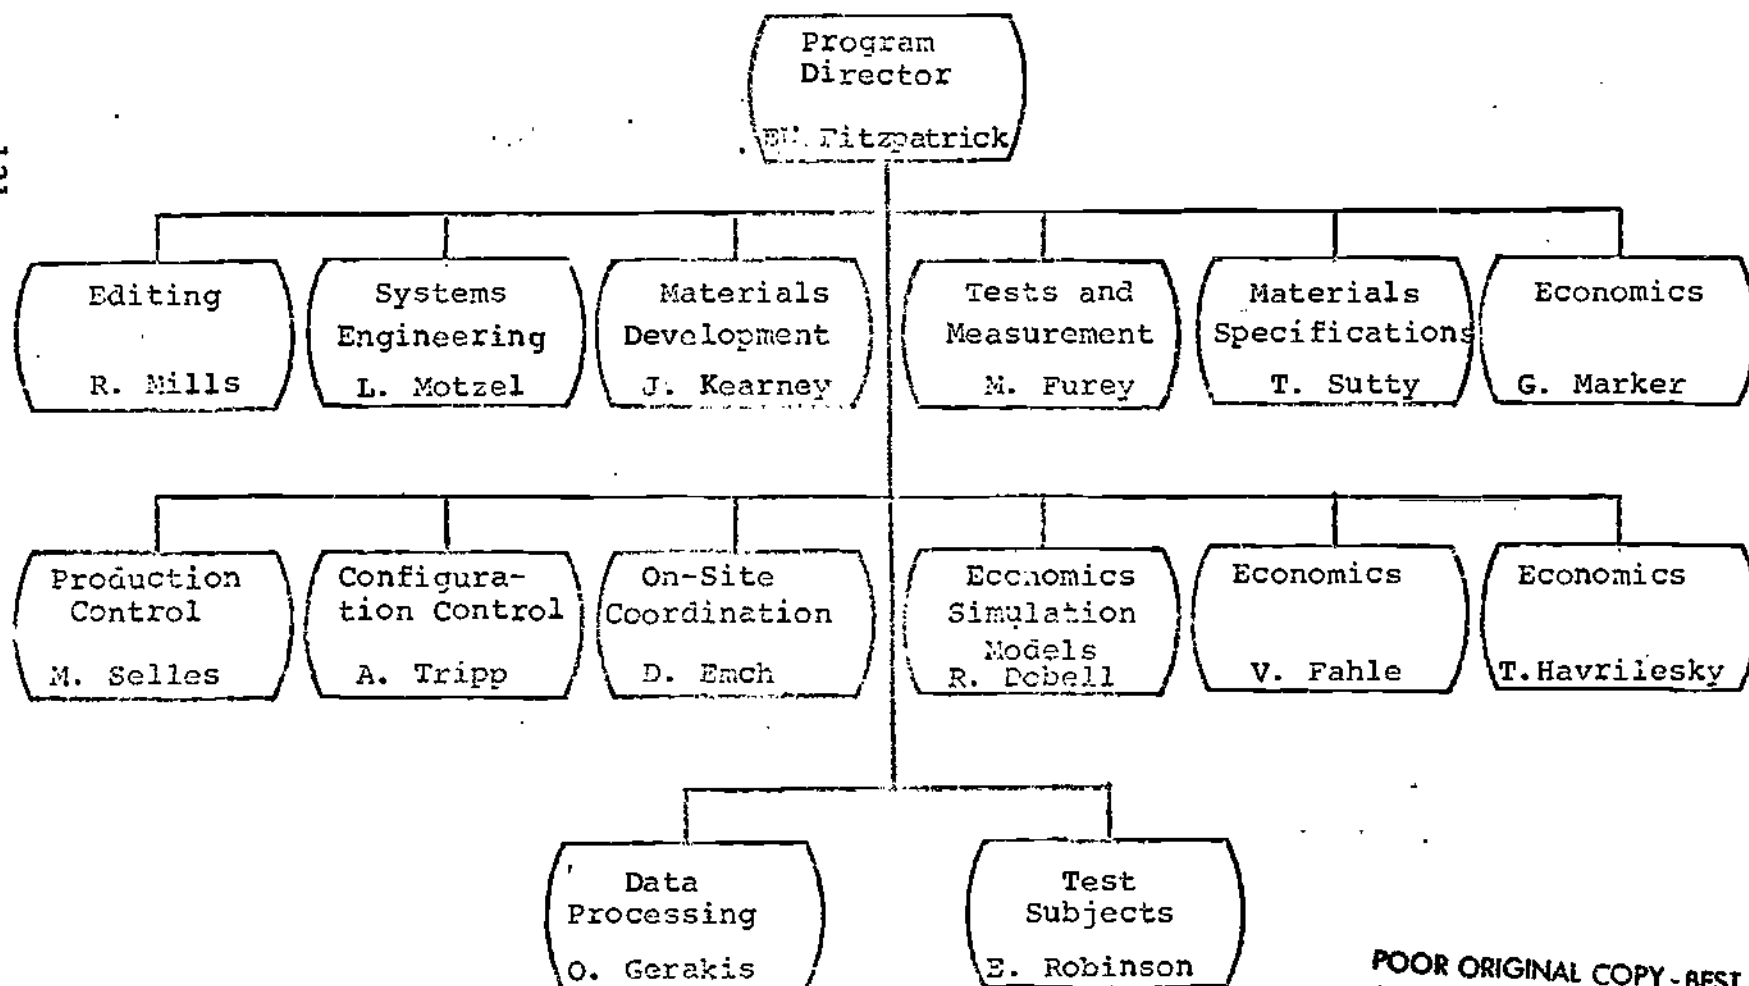 Program
Director
Fitzpatrick
Editing
R. Mills
Systems
Engineering
L. Motzel
Materials
Development
J. Kearney
Tests and
Measurement
M. Furey
Materials
Specifications
T. Sutty
Economics
G. Marker
Production
Control
M. Selles
Configura-
tion Control
A. Tripp
On-Site
Coordination
D. Emch
Economics
Simulation
Models
R. Dobell
Economics
V. Fahle
Economics
T. Havrilesky
Data
Processing
O. Gerakis
Test
Subjects
E. Robinson
POOR ORIGINAL COPY - BEST